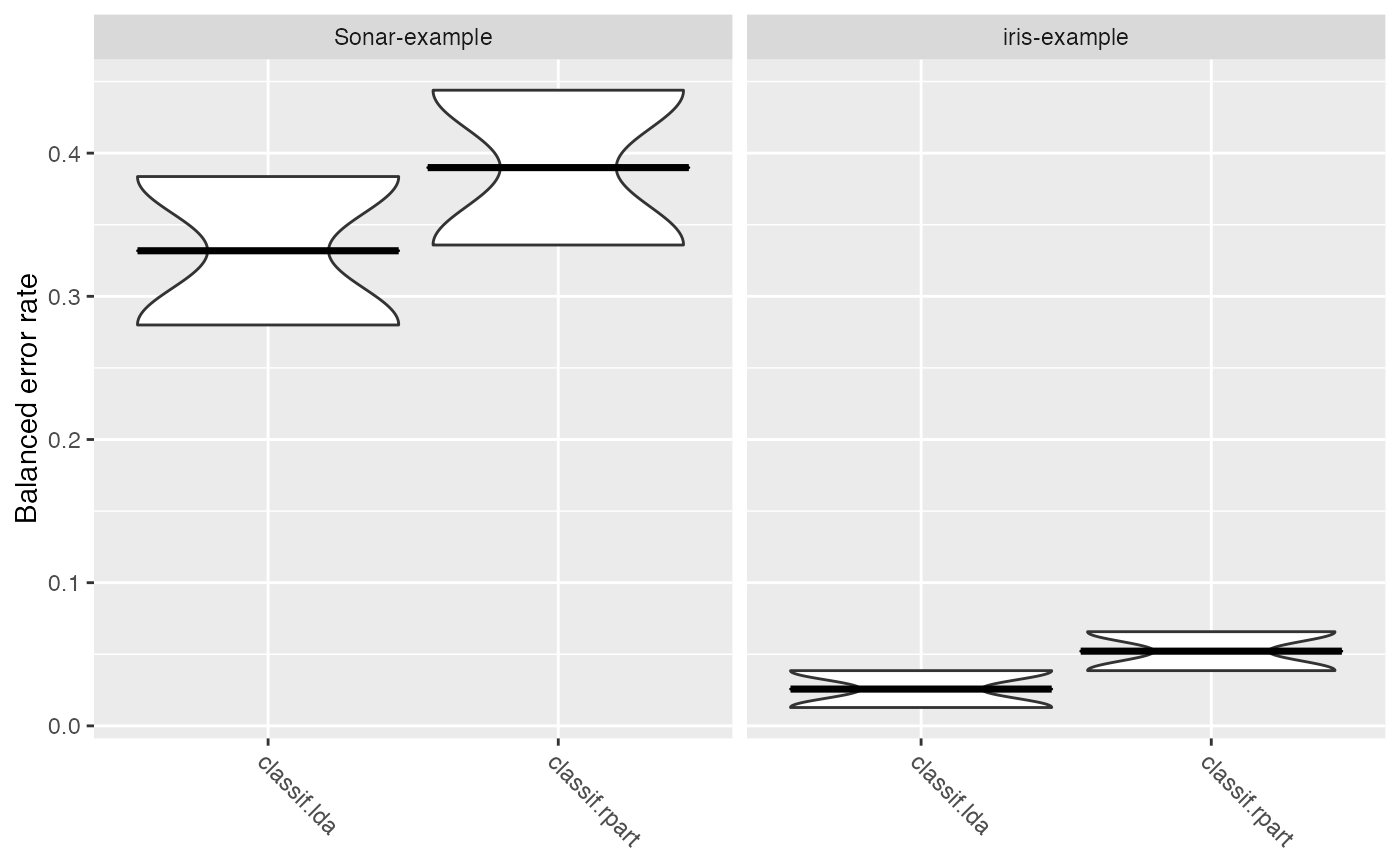 Sonar-example
iris-example
Balanced error rate
0.4
0.3
0.2
0.1
0.0
classif.lda
classif.rpart
classif.lda
classif.rpart